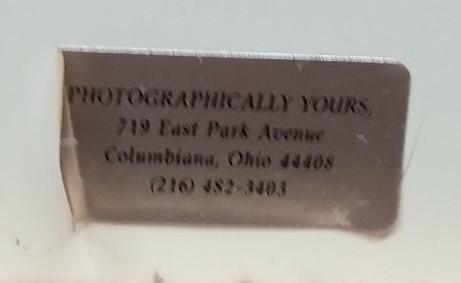 PHOTOGRAPHICALLY YOURS,
719 East Park Avenue
Columbiana, Ohio 44408
(216) 482-3403